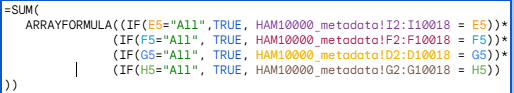 =SUM(
ARRAYFORMULA((IF(E5="All",TRUE, HAM10000_metadata!I2:I10018 = E5))*
(IF(F5="All", TRUE, HAM10000_metadata!F2:F10018 = F5))*
(IF(G5="All", TRUE, HAM10000_metadata!D2:D10018 = G5))*
(IF(H5="All", TRUE, HAM10000_metadata!G2:G10018 = H5))
))